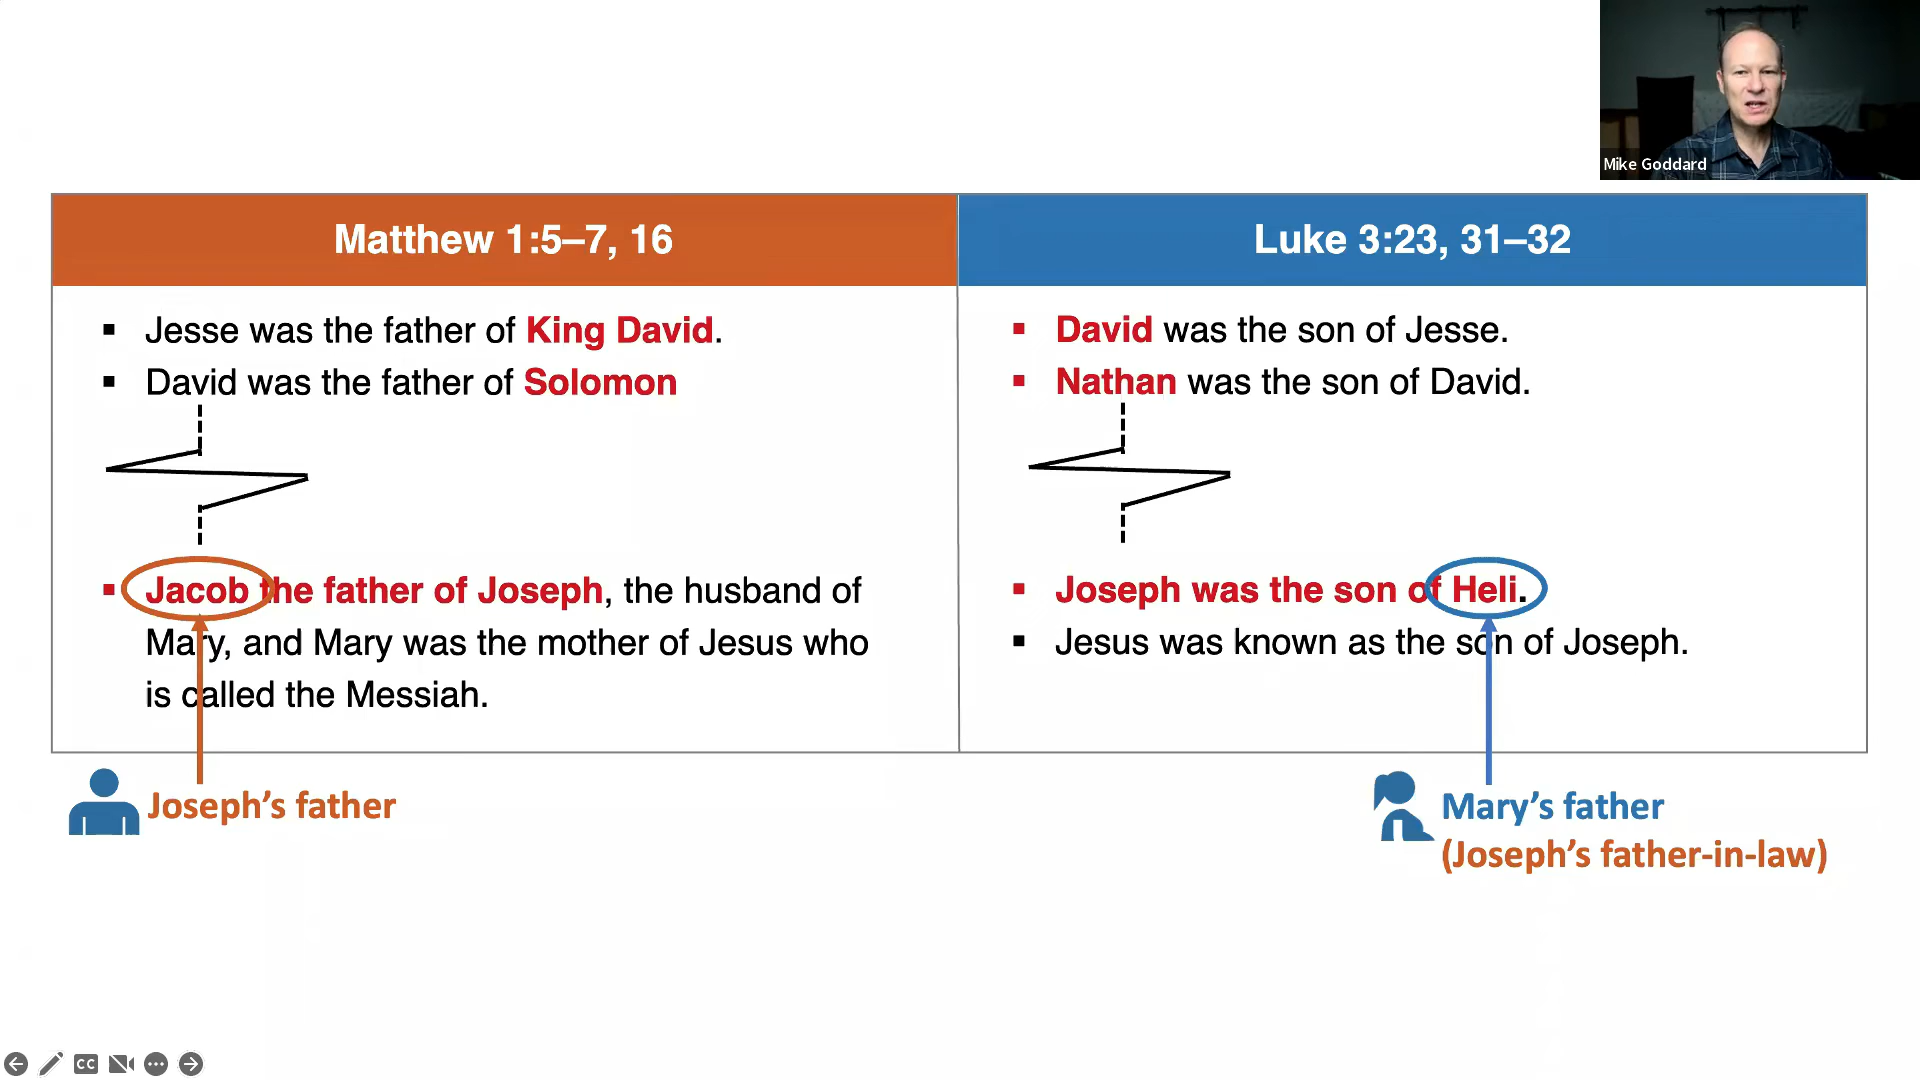 Mike Goddard
Matthew 1:5–7, 16
Jesse was the father of King David.
David was the father of Solomon
Jacob the father of Joseph, the husband of
Mary, and Mary was the mother of Jesus who
is called the Messiah.
Joseph’s father
Luke 3:23, 31–32
David was the son of Jesse.
Nathan was the son of David.
Joseph was the son of Heli.
Jesus was known as the son of Joseph.
Mary’s father
(Joseph’s father-in-law)
CC